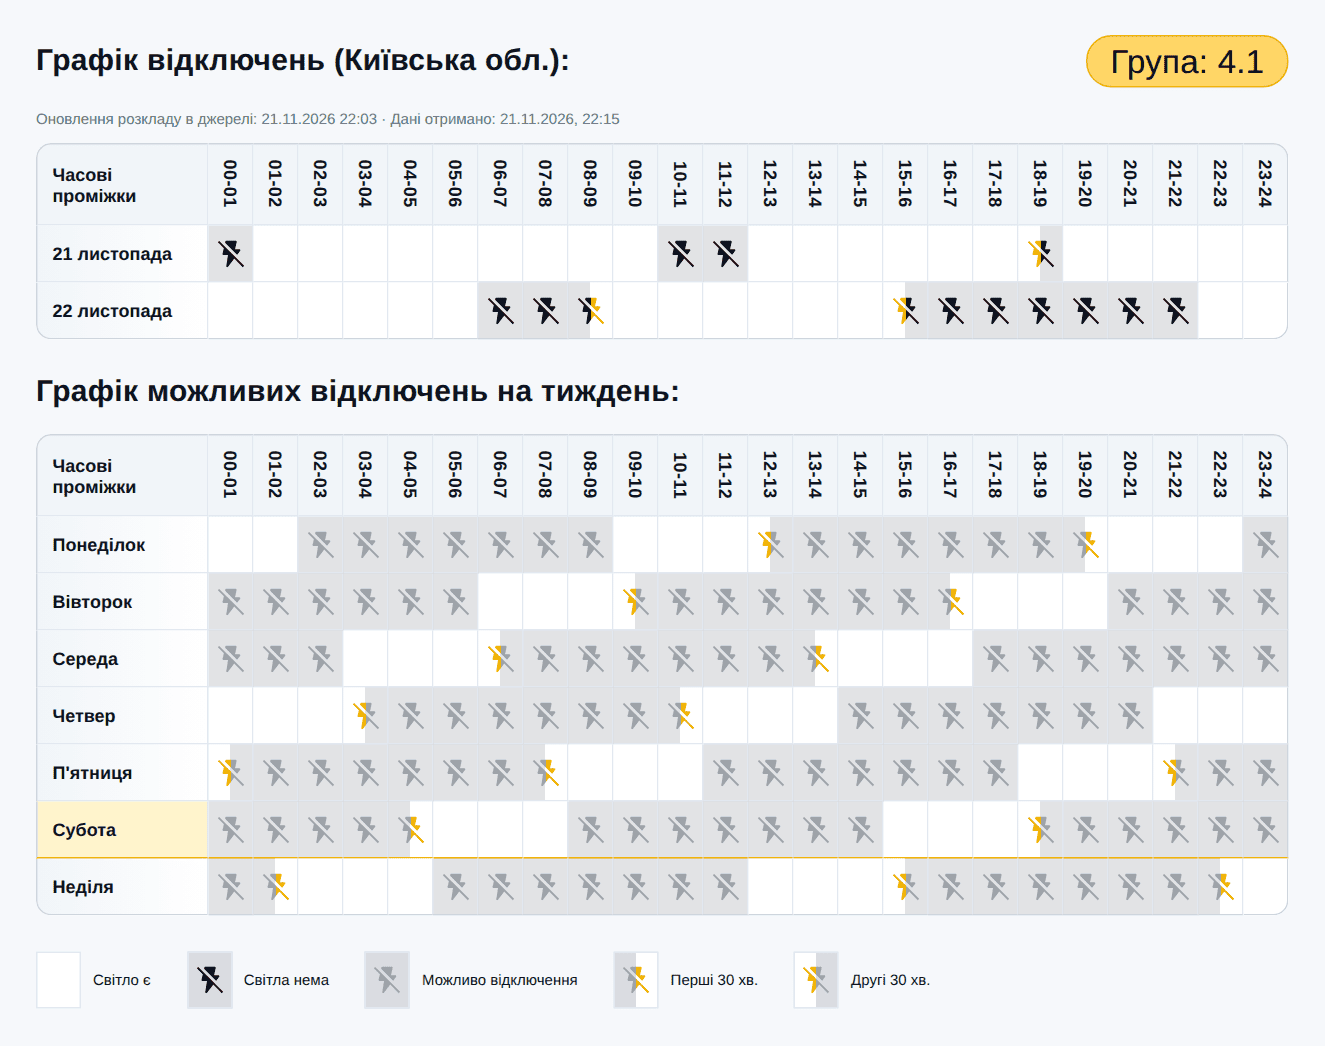 Графік відключень (Київська обл.):
Група: 4.1
Оновлення розкладу в джерелі: 21.11.2026 22:03 · Дані отримано: 21.11.2026, 22:15
Часові проміжки 00-01 01-02 02-03 03-04 04-05 05-06 06-07 07-08 08-09 09-10 10-11 11-12 12-13 13-14 14-15 15-16 16-17 17-18 18-19 19-20 20-21 21-22 22-23 23-24
21 листопада
22 листопада
Графік можливих відключень на тиждень:
Часові проміжки 00-01 01-02 02-03 03-04 04-05 05-06 06-07 07-08 08-09 09-10 10-11 11-12 12-13 13-14 14-15 15-16 16-17 17-18 18-19 19-20 20-21 21-22 22-23 23-24
Понеділок
Вівторок
Середа
Четвер
П'ятниця
Субота
Неділя
Світло є Світла нема Можливо відключення Перші 30 хв. Другі 30 хв.